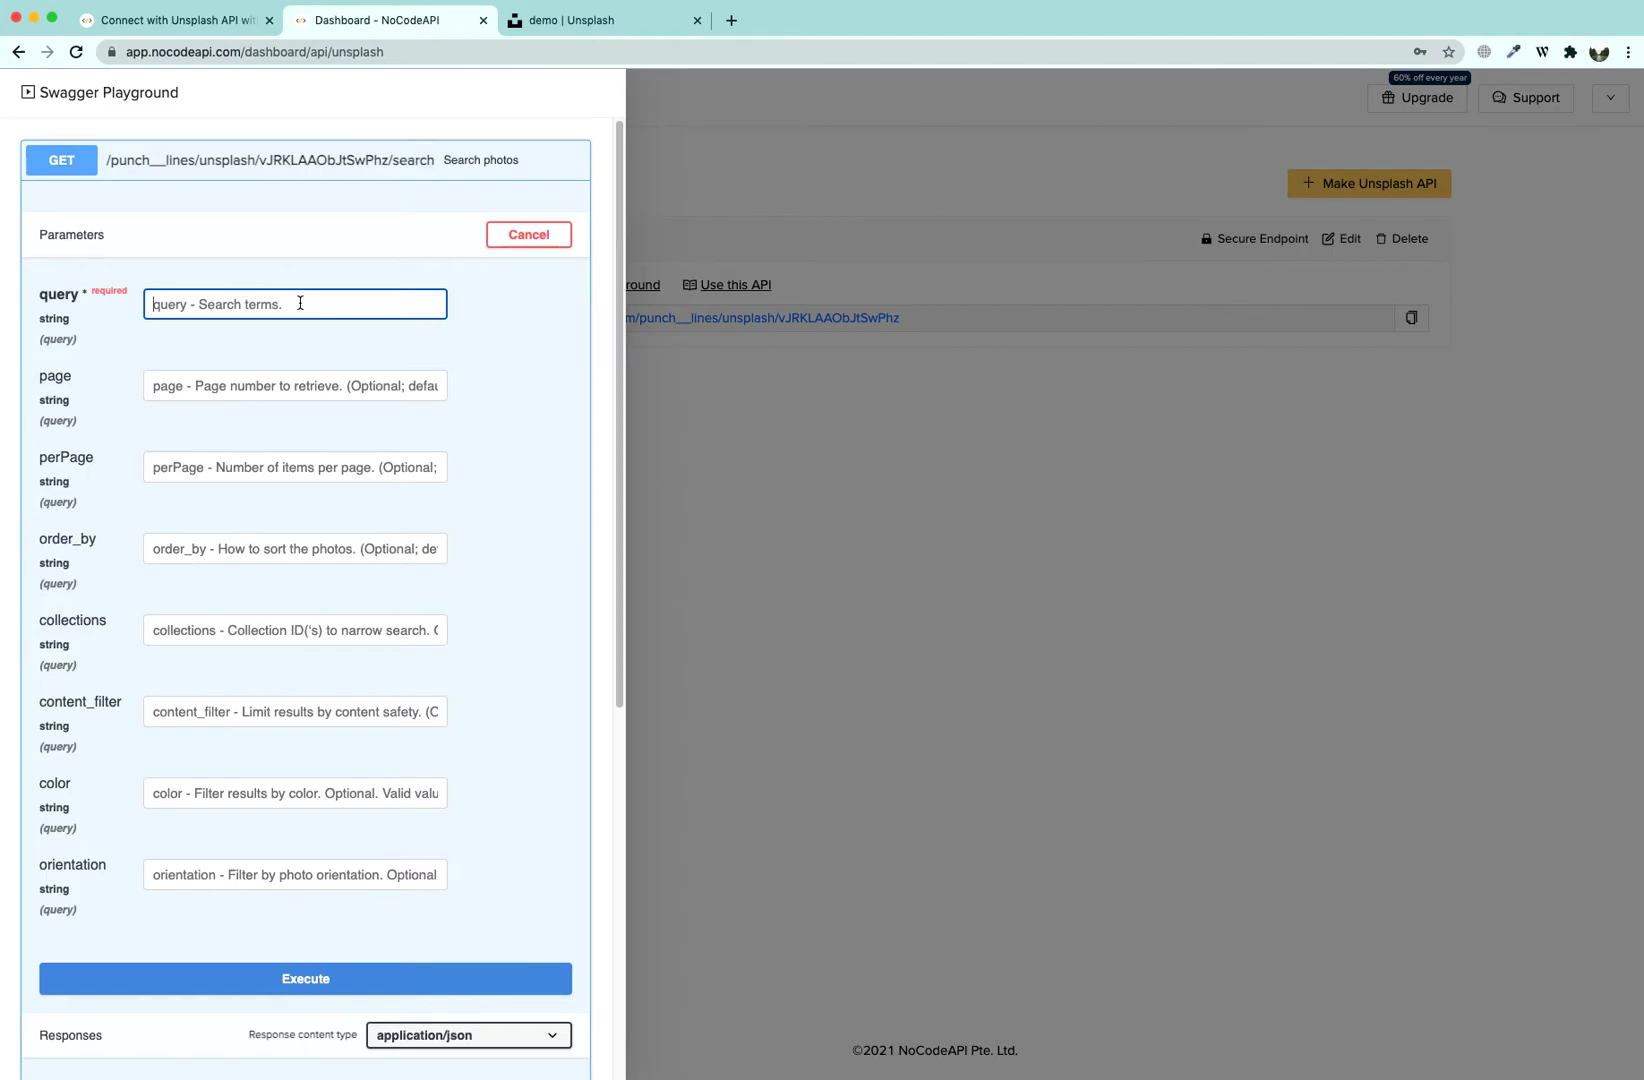 Connect with Unsplash API wit
Dashboard - NoCodeAPI
demo | Unsplash
app.nocodeapi.com/dashboard/api/unsplash
Swagger Playground
60% off every year
Upgrade
Support
GET /punch__lines/unsplash/vJRKLAAObJtSwPhz/search Search photos
Make Unsplash API
Parameters
Cancel
Secure Endpoint
Edit
Delete
query * required
string
(query)
query - Search terms.
round
Use this API
m/punch__lines/unsplash/vJRKLAAObJtSwPhz
page
string
(query)
page - Page number to retrieve. (Optional; defau
perPage
string
(query)
perPage - Number of items per page. (Optional;
order_by
string
(query)
order_by - How to sort the photos. (Optional; de
collections
string
(query)
collections - Collection ID('s) to narrow search. O
content_filter
string
(query)
content_filter - Limit results by content safety. (O
color
string
(query)
color - Filter results by color. Optional. Valid valu
orientation
string
(query)
orientation - Filter by photo orientation. Optional
Execute
Responses
Response content type
application/json
©2021 NoCodeAPI Pte. Ltd.